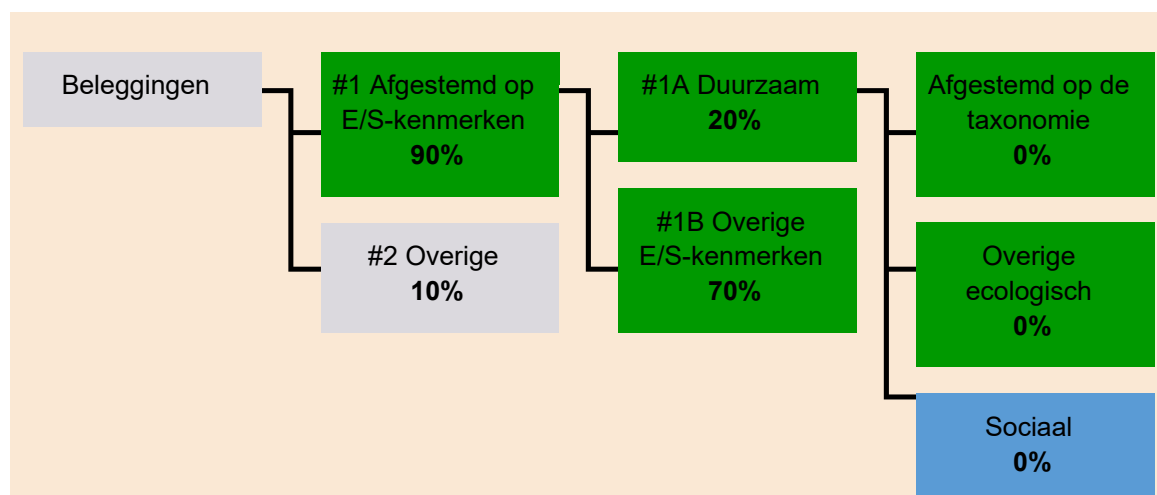 Beleggingen
#1 Afgestemd op
E/S-kenmerken
90%
#2 Overige
10%
#1A Duurzaam
20%
#1B Overige
E/S-kenmerken
70%
Afgestemd op de
taxonomie
0%
Overige
ecologisch
0%
Sociaal
0%